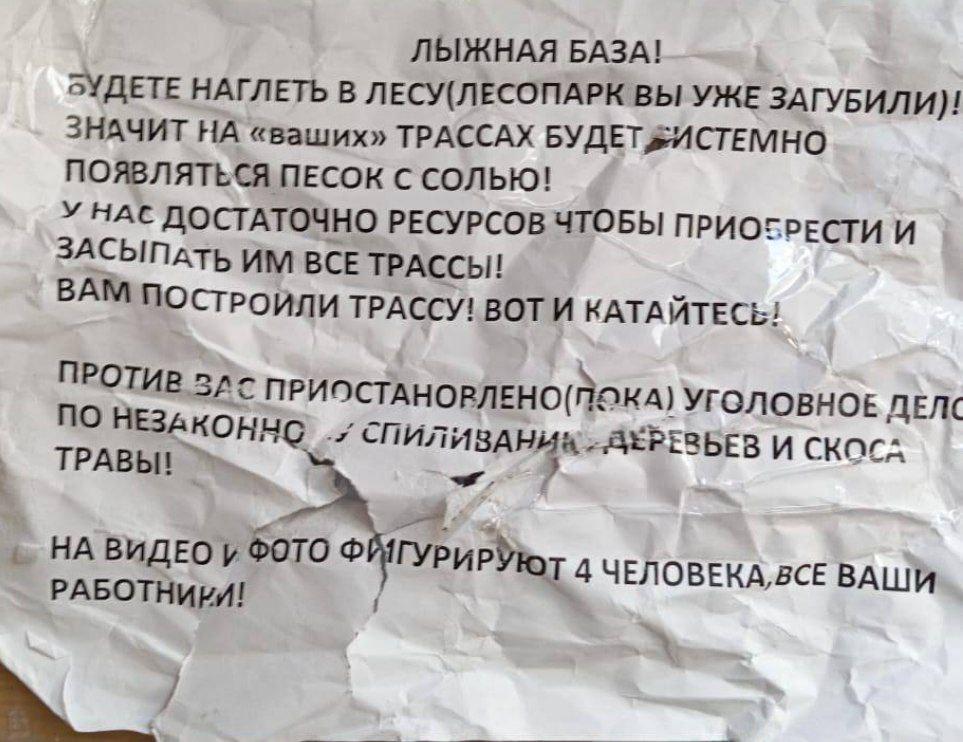 ЛЫЖНАЯ БАЗА!
БУДЕТЕ НАГЛЕТЬ В ЛЕСУ(ЛЕСОПАРК ВЫ УЖЕ ЗАГУБИЛИ)!
ЗНАЧИТ НА «ваших» ТРАССАХ БУДЕТ СИСТЕМНО
ПОЯВЛЯТЬСЯ ПЕСОК С СОЛЬЮ!
У НАС ДОСТАТОЧНО РЕСУРСОВ ЧТОБЫ ПРИОБРЕСТИ И
ЗАСЫПАТЬ ИМ ВСЕ ТРАССЫ!
ВАМ ПОСТРОИЛИ ТРАССУ! ВОТ И КАТАЙТЕСЬ!
ПРОТИВ ВАС ПРИОСТАНОВЛЕНО(ПОКА) УГОЛОВНОЕ ДЕЛО
ПО НЕЗАКОННОМУ СПИЛИВАНИЮ ДЕРЕВЬЕВ И СКОСА
ТРАВЫ!
НА ВИДЕО И ФОТО ФИГУРИРУЮТ 4 ЧЕЛОВЕКА,ВСЕ ВАШИ
РАБОТНИКИ!